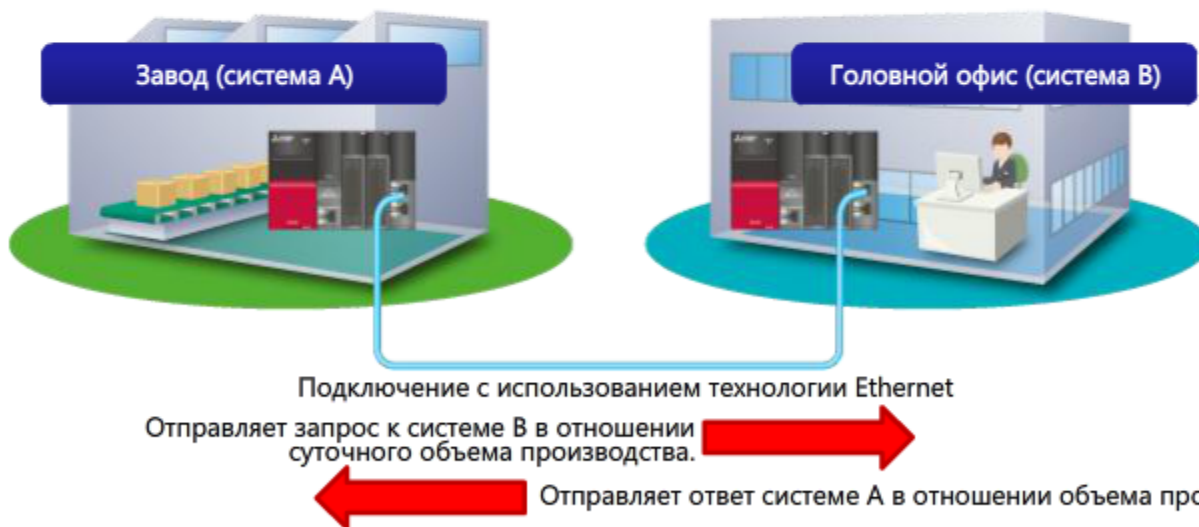 Завод (система A)
Головной офис (система B)
Подключение с использованием технологии Ethernet
Отправляет запрос к системе B в отношении
суточного объема производства.
Отправляет ответ системе A в отношении объема про